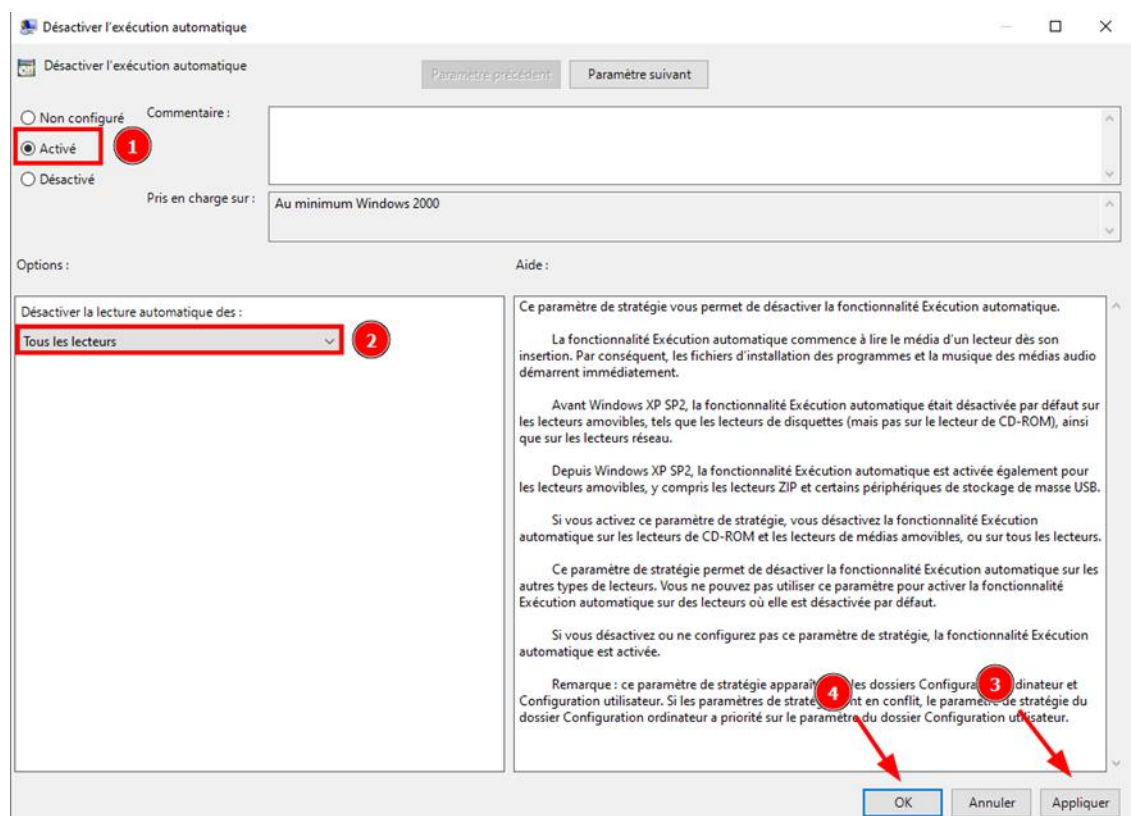 Désactiver l'exécution automatique
Désactiver l'exécution automatique
Paramètre précédent
Paramètre suivant
Non configuré
Commentaire :
Activé
1
Désactivé
Pris en charge sur :
Au minimum Windows 2000
Options :
Aide :
Désactiver la lecture automatique des :
Tous les lecteurs
2
Ce paramètre de stratégie vous permet de désactiver la fonctionnalité Exécution automatique.
La fonctionnalité Exécution automatique commence à lire le média d'un lecteur dès son
insertion. Par conséquent, les fichiers d'installation des programmes et la musique des médias audio
démarrent immédiatement.
Avant Windows XP SP2, la fonctionnalité Exécution automatique était désactivée par défaut sur
les lecteurs amovibles, tels que les lecteurs de disquettes (mais pas sur le lecteur de CD-ROM), ainsi
que sur les lecteurs réseau.
Depuis Windows XP SP2, la fonctionnalité Exécution automatique est activée également pour
les lecteurs amovibles, y compris les lecteurs ZIP et certains périphériques de stockage de masse USB.
Si vous activez ce paramètre de stratégie, vous désactivez la fonctionnalité Exécution
automatique sur les lecteurs de CD-ROM et les lecteurs de médias amovibles, ou sur tous les lecteurs.
Ce paramètre de stratégie permet de désactiver la fonctionnalité Exécution automatique sur les
autres types de lecteurs. Vous ne pouvez pas utiliser ce paramètre pour activer la fonctionnalité
Exécution automatique sur des lecteurs où elle est désactivée par défaut.
Si vous désactivez ou ne configurez pas ce paramètre de stratégie, la fonctionnalité Exécution
automatique est activée.
Remarque : ce paramètre de stratégie les dossiers et
Configuration utilisateur. Si les paramètres de en conflit, le paramètre de stratégie du
dossier Configuration ordinateur a priorité sur le paramètre du dossier Configuration utilisateur.
4
3
OK
Annuler
Appliquer